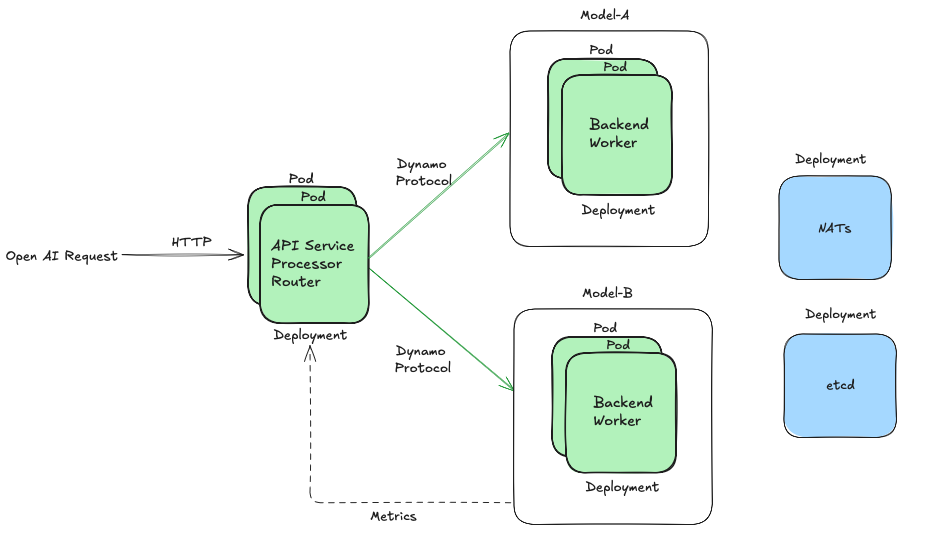 Model-A
Pod
Pod
Backend
Worker
Deployment
Dynamo
Protocol
Pod
Pod
API Service
Processor
Router
Deployment
Open AI Request
HTTP
Deployment
NATs
Model-B
Pod
Pod
Backend
Worker
Deployment
Dynamo
Protocol
Deployment
etcd
Metrics